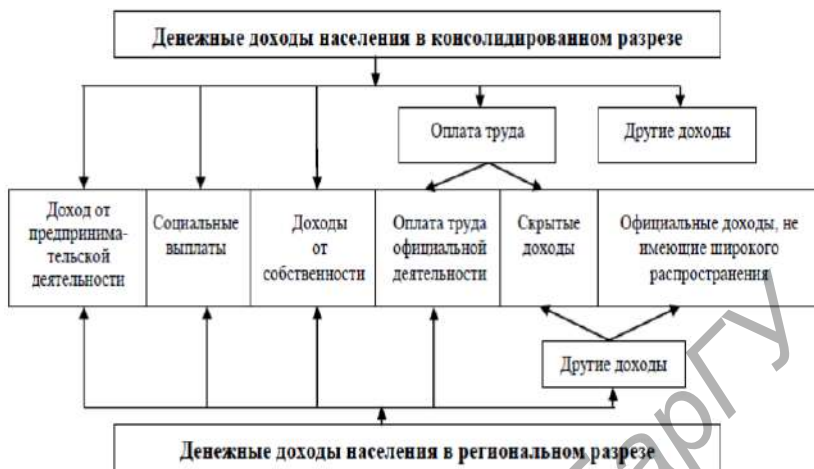 Денежные доходы населения в консолидированном разрезе
Оплата труда
Другие доходы
Доход от
предпринима-
тельской
деятельности
Социальные
выплаты
Доходы
от
собственности
Оплата труда
официальной
деятельности
Скрытые
доходы
Официальные доходы, не
имеющие широкого
распространения
Другие доходы
Денежные доходы населения в региональном разрезе